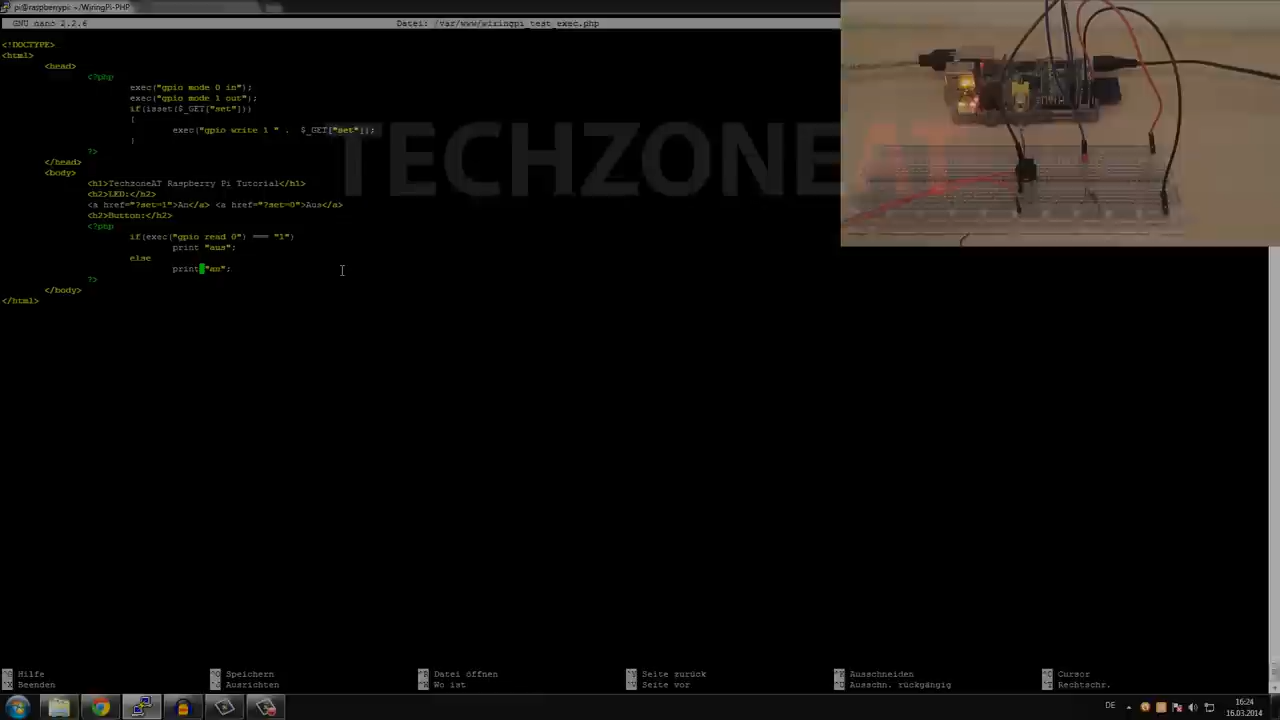 pi@raspberrypi: ~/WiringPi-PHP
GNU nano 2.2.6 Datei: /var/www/wiringpi_test_exec.php
<!DOCTYPE>
<html>
<head>
<?php
exec("gpio mode 0 in");
exec("gpio mode 1 out");
if(isset($_GET["set"]))
{
exec("gpio write 1 " . $_GET["set"]);
}
?>
</head>
<body>
<h1>TechzoneAT Raspberry Pi Tutorial</h1>
<h2>LED:</h2>
<a href="?set=1">An</a> <a href="?set=0">Aus</a>
<h2>Button:</h2>
<?php
if(exec("gpio read 0") === "1")
print "aus";
else
print "an";
?>
</body>
</html>
TECHZONEAT
^G Hilfe ^O Speichern ^R Datei öffnen ^Y Seite zurück ^K Ausschneiden ^C Cursor
^X Beenden ^J Ausrichten ^W Wo ist ^V Seite vor ^U Ausschn. rückgängig ^T Rechtschr.
DE 16:24
16.03.2014